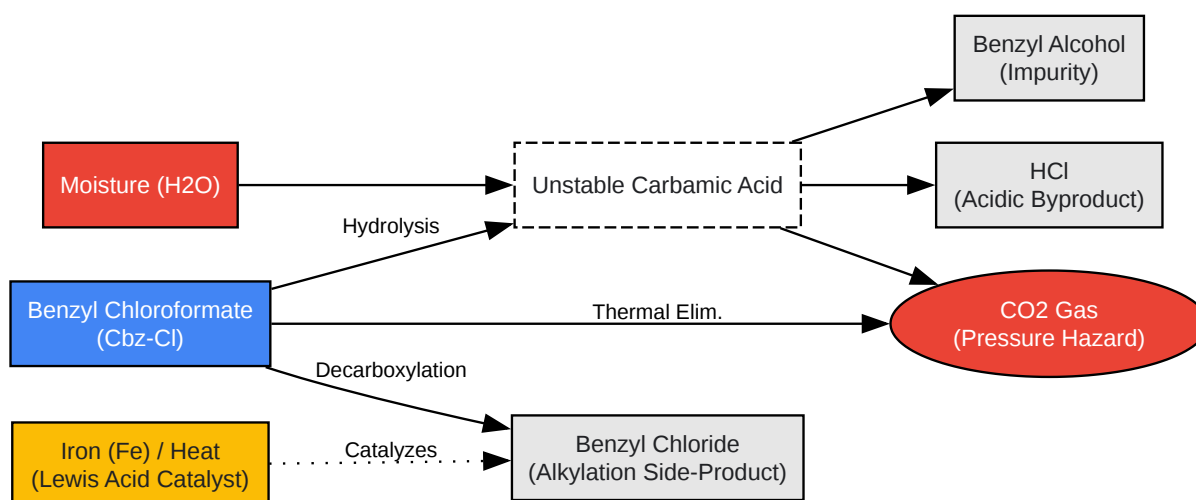 Benzyl Alcohol
(Impurity)
Moisture (H2O)
Unstable Carbamic Acid
HCl
(Acidic Byproduct)
Hydrolysis
Benzyl Chloroformate
(Cbz-Cl)
Thermal Elim.
CO2 Gas
(Pressure Hazard)
Decarboxylation
Iron (Fe) / Heat
(Lewis Acid Catalyst)
Catalyzes
Benzyl Chloride
(Alkylation Side-Product)